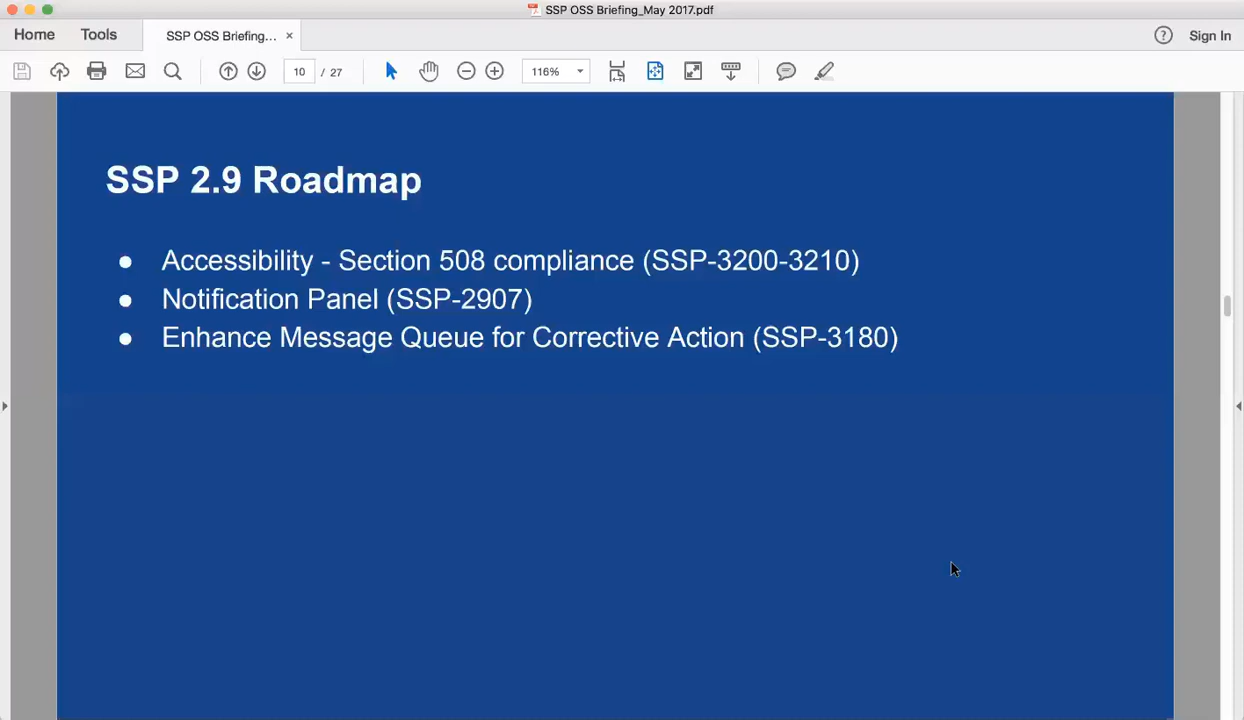 SSP OSS Briefing_May 2017.pdf
Home Tools SSP OSS Briefing... × ? Sign In
10 / 27 116%
SSP 2.9 Roadmap
● Accessibility - Section 508 compliance (SSP-3200-3210)
● Notification Panel (SSP-2907)
● Enhance Message Queue for Corrective Action (SSP-3180)